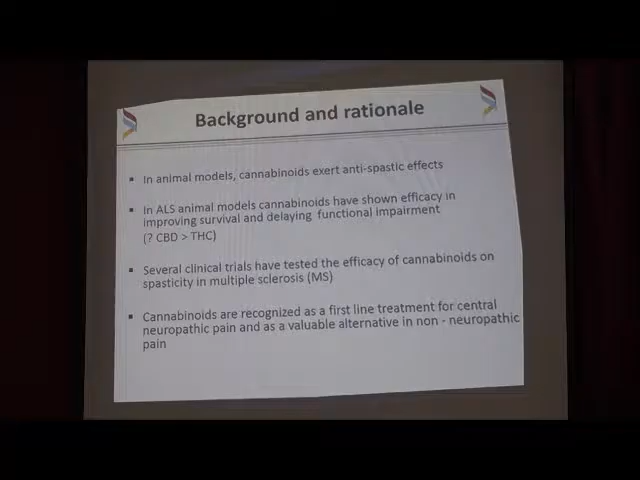 Background and rationale
▪ In animal models, cannabinoids exert anti-spastic effects
▪ In ALS animal models cannabinoids have shown efficacy in
improving survival and delaying functional impairment
(? CBD > THC)
▪ Several clinical trials have tested the efficacy of cannabinoids on
spasticity in multiple sclerosis (MS)
▪ Cannabinoids are recognized as a first line treatment for central
neuropathic pain and as a valuable alternative in non - neuropathic
pain